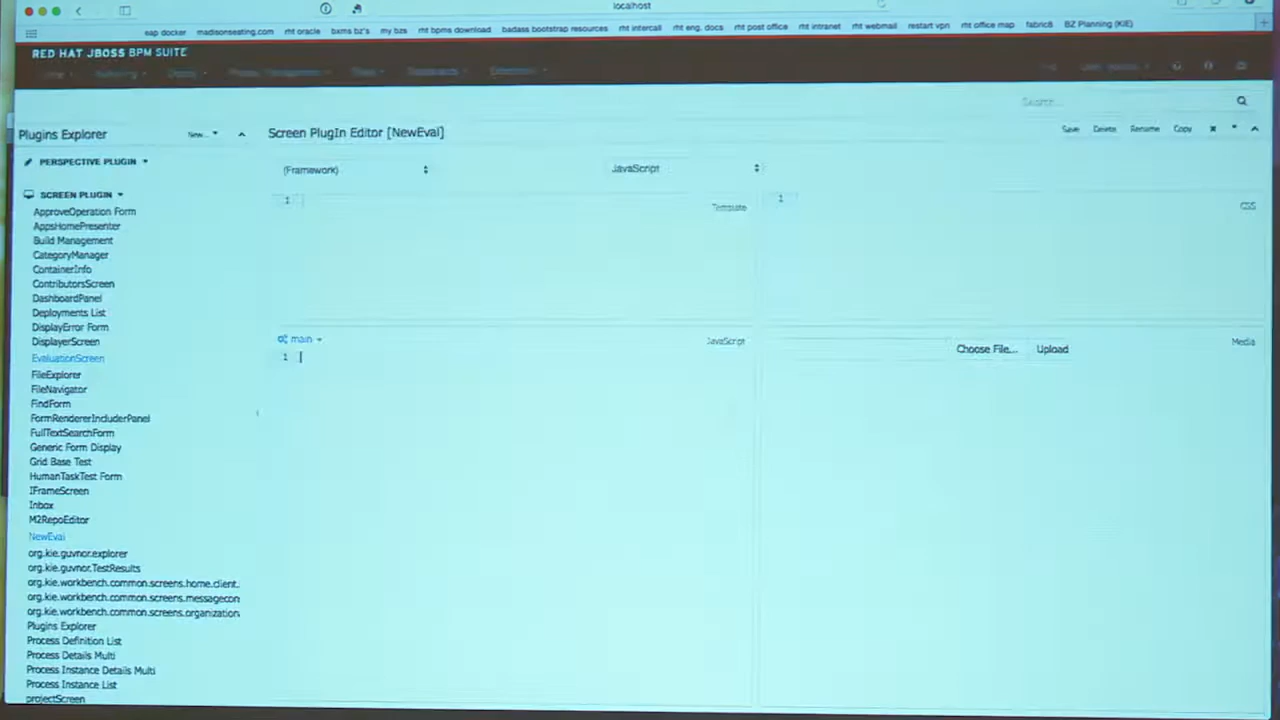 localhost
eap docker madisonseating.com rht oracle bxms bz's my bzs rht bpms download badass bootstrap resources rht intercall rht eng. docs rht post office rht intranet rht webmail restart vpn rht office map fabric8 BZ Planning (KIE)
RED HAT JBOSS BPM SUITE
Search...
Plugins Explorer New... Screen PlugIn Editor [NewEval] Save Delete Rename Copy
PERSPECTIVE PLUGIN
(Framework) JavaScript
SCREEN PLUGIN
1 Template 1 CSS
ApproveOperation Form
AppsHomePresenter
Build Management
CategoryManager
ContainerInfo
ContributorsScreen
DashboardPanel
Deployments List
DisplayError Form
DisplayerScreen
main JavaScript Media
1 Choose File... Upload
EvaluationScreen
FileExplorer
FileNavigator
FindForm
FormRendererIncluderPanel
FullTextSearchForm
Generic Form Display
Grid Base Test
HumanTaskTest Form
IFrameScreen
Inbox
M2RepoEditor
NewEval
org.kie.guvnor.explorer
org.kie.guvnor.TestResults
org.kie.workbench.common.screens.home.client.
org.kie.workbench.common.screens.messagecon
org.kie.workbench.common.screens.organization
Plugins Explorer
Process Definition List
Process Details Multi
Process Instance Details Multi
Process Instance List
projectScreen